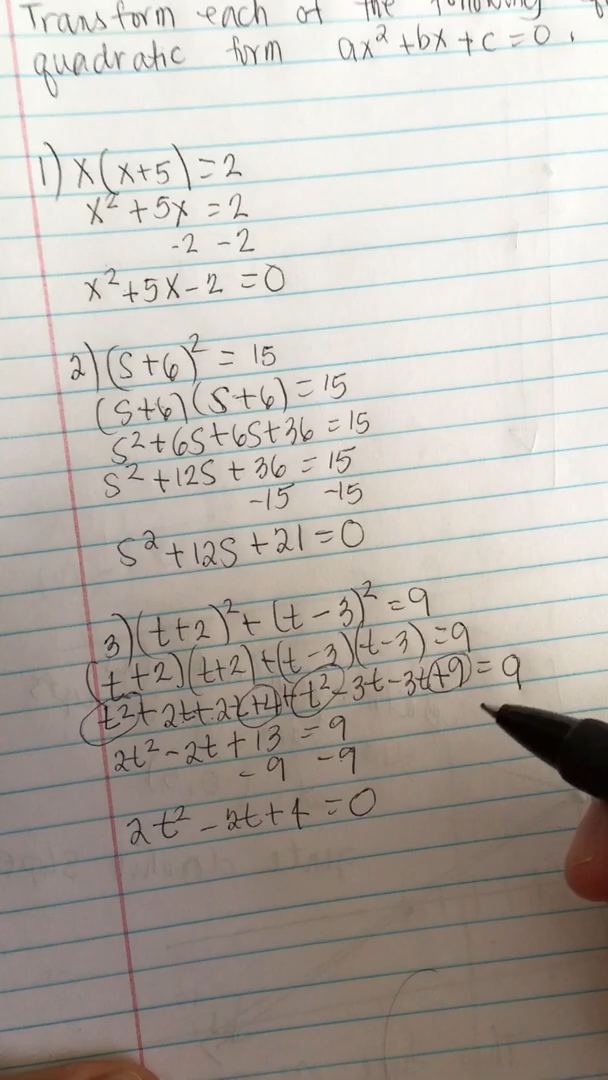 Transform each of the following
quadratic form ax² + bx + c = 0.
1) x(x+5) = 2
x² + 5x = 2
-2 -2
x² + 5x - 2 = 0
2) (s+6)² = 15
(s+6)(s+6) = 15
s² + 6s + 6s + 36 = 15
s² + 12s + 36 = 15
-15 -15
s² + 12s + 21 = 0
3) (t+2)² + (t-3)² = 9
(t+2)(t+2) + (t-3)(t-3) = 9
t² + 2t + 2t + 4 + t² - 3t - 3t + 9 = 9
2t² - 2t + 13 = 9
- 9 - 9
2t² - 2t + 4 = 0